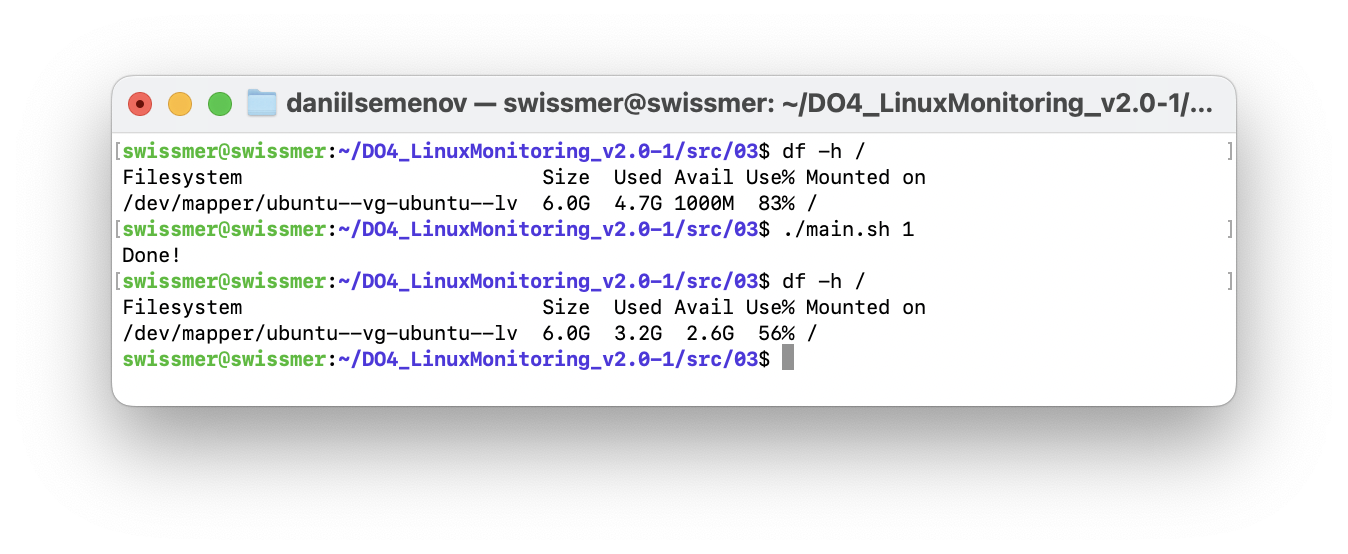 daniilsemenov — swissmer@swissmer: ~/DO4_LinuxMonitoring_v2.0-1/...
[swissmer@swissmer:~/DO4_LinuxMonitoring_v2.0-1/src/03$ df -h / ]
Filesystem                         Size  Used Avail Use% Mounted on
/dev/mapper/ubuntu--vg-ubuntu--lv  6.0G  4.7G 1000M  83% /
[swissmer@swissmer:~/DO4_LinuxMonitoring_v2.0-1/src/03$ ./main.sh 1 ]
Done!
[swissmer@swissmer:~/DO4_LinuxMonitoring_v2.0-1/src/03$ df -h / ]
Filesystem                         Size  Used Avail Use% Mounted on
/dev/mapper/ubuntu--vg-ubuntu--lv  6.0G  3.2G  2.6G  56% /
swissmer@swissmer:~/DO4_LinuxMonitoring_v2.0-1/src/03$